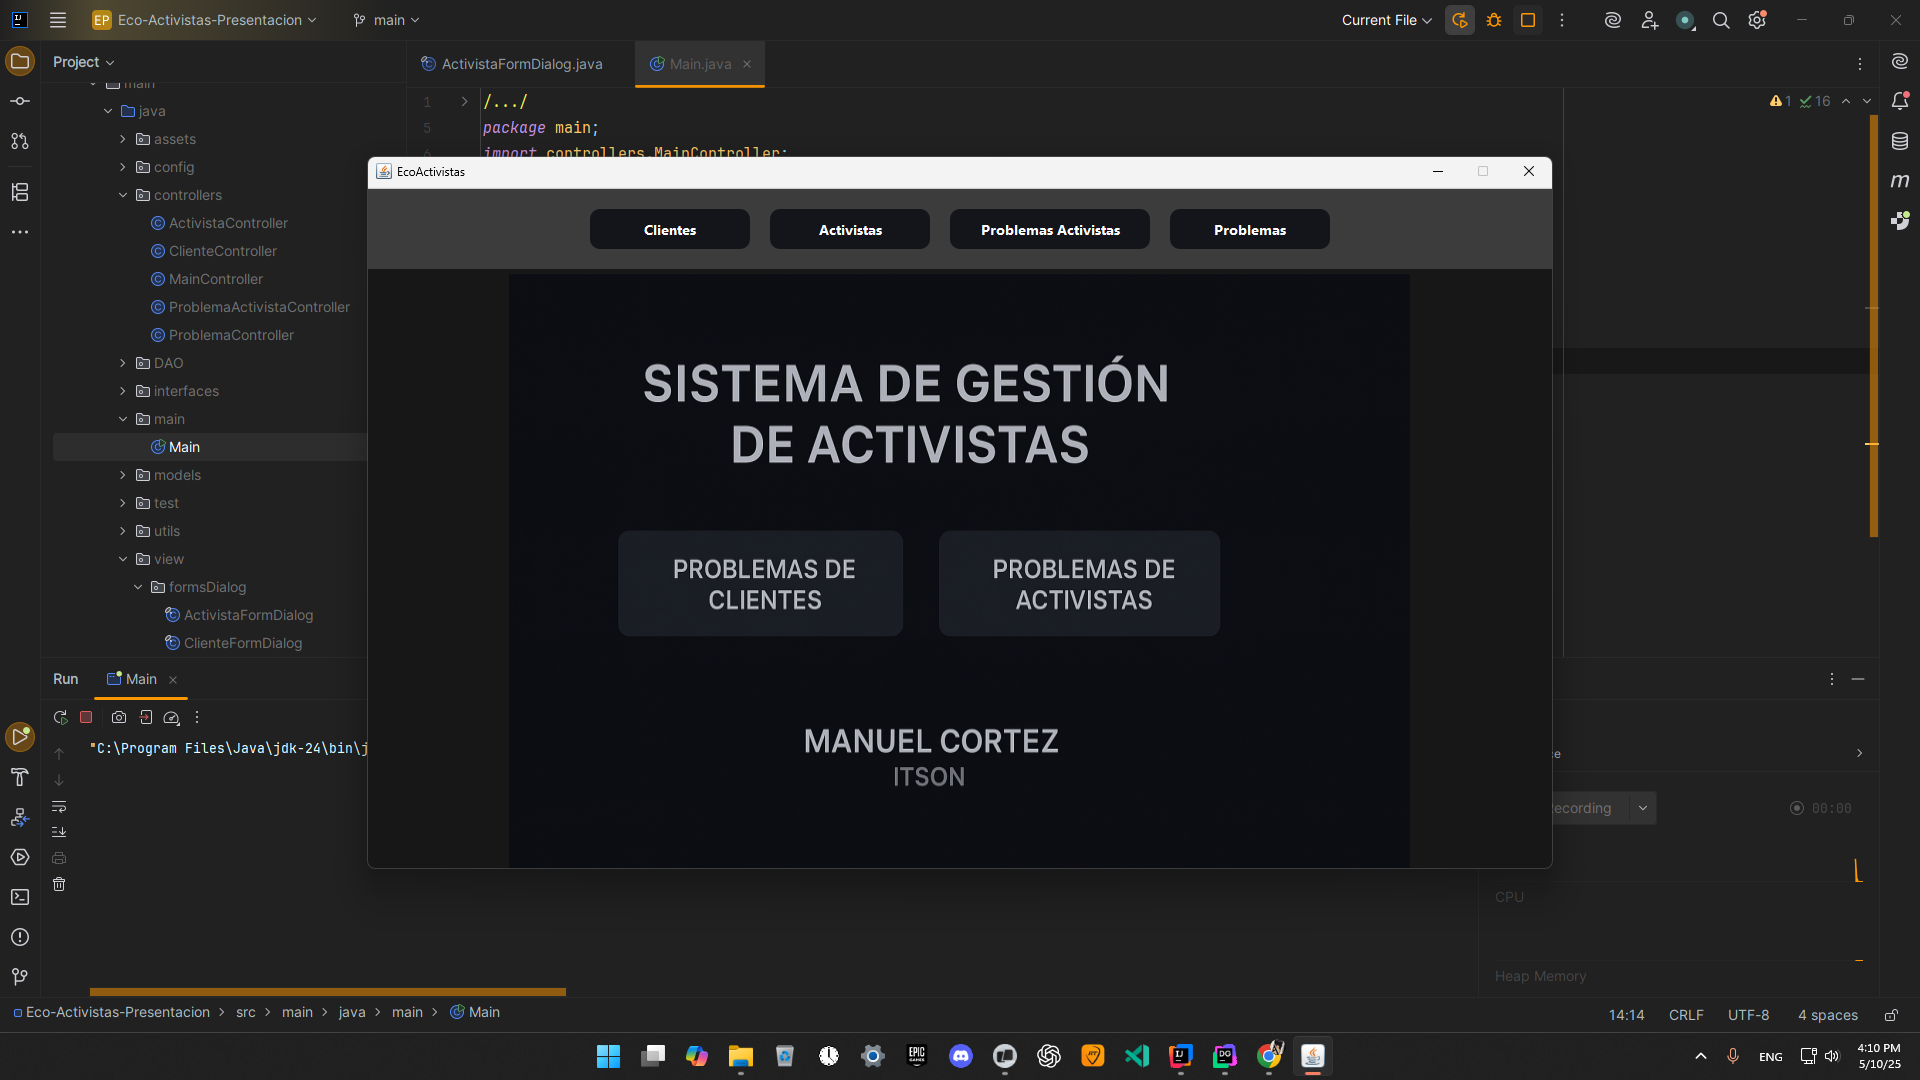 EP Eco-Activistas-Presentacion
main
Current File
Project
ActivistaFormDialog.java
Main.java
main
java
assets
config
controllers
ActivistaController
ClienteController
MainController
ProblemaActivistaController
ProblemaController
DAO
interfaces
main
Main
models
test
utils
view
formsDialog
ActivistaFormDialog
ClienteFormDialog
1
/.../
1
16
5
package main;
6
import controllers.MainController;
EcoActivistas
Clientes
Activistas
Problemas Activistas
Problemas
SISTEMA DE GESTIÓN
DE ACTIVISTAS
PROBLEMAS DE
CLIENTES
PROBLEMAS DE
ACTIVISTAS
MANUEL CORTEZ
ITSON
Run
Main
"C:\Program Files\Java\jdk-24\bin\j
ecording
00:00
CPU
Heap Memory
Eco-Activistas-Presentacion
src
main
java
main
Main
14:14
CRLF
UTF-8
4 spaces
EPIC
GAMES
IJ
DG
ENG
4:10 PM
5/10/25